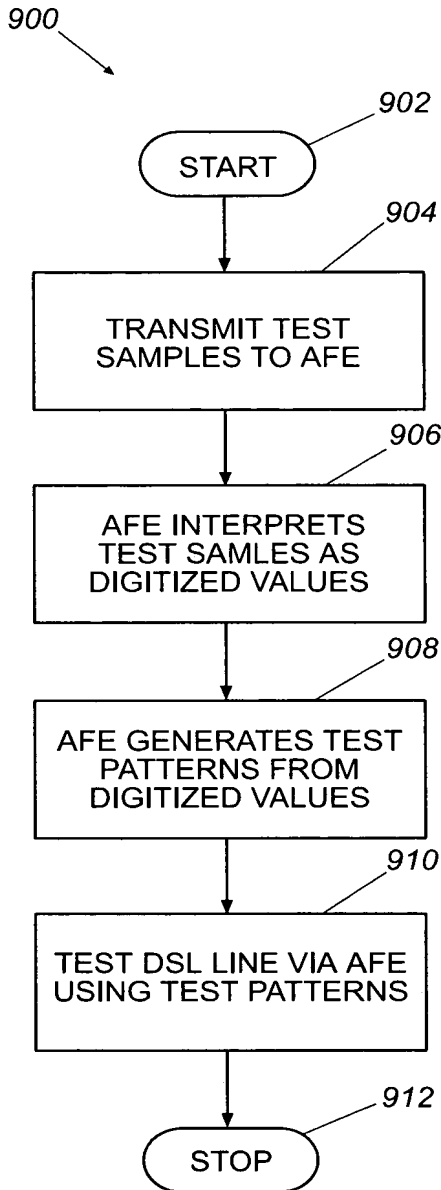 900
902
START
904
TRANSMIT TEST
SAMPLES TO AFE
906
AFE INTERPRETS
TEST SAMLES AS
DIGITIZED VALUES
908
AFE GENERATES TEST
PATTERNS FROM
DIGITIZED VALUES
910
TEST DSL LINE VIA AFE
USING TEST PATTERNS
912
STOP